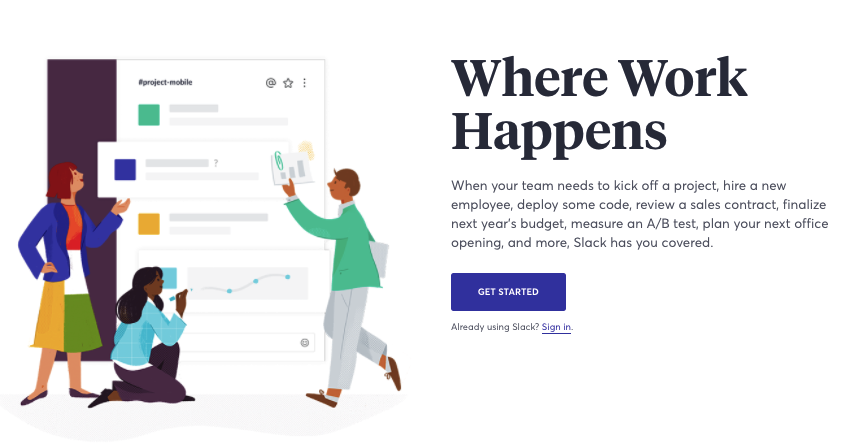 #project-mobile
@
?
Where Work
Happens
When your team needs to kick off a project, hire a new
employee, deploy some code, review a sales contract, finalize
next year's budget, measure an A/B test, plan your next office
opening, and more, Slack has you covered.
GET STARTED
Already using Slack? Sign in.